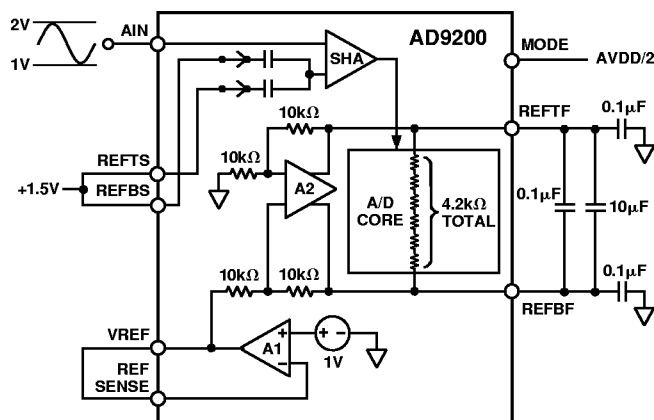 2V
1V
AIN
AD9200
SHA
MODE
AVDD/2
REFTS
REFBS
+1.5V
10kΩ
10kΩ
A2
A/D
CORE
4.2kΩ
TOTAL
REFTF
0.1μF
0.1μF
10μF
0.1μF
REFBF
10kΩ
10kΩ
VREF
REF
SENSE
A1
+
−
+ −
1V